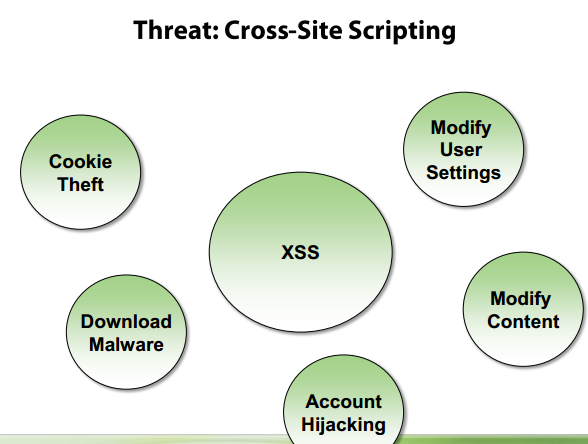 Threat: Cross-Site Scripting
Cookie
Theft
Modify
User
Settings
XSS
Download
Malware
Modify
Content
Account
Hijacking